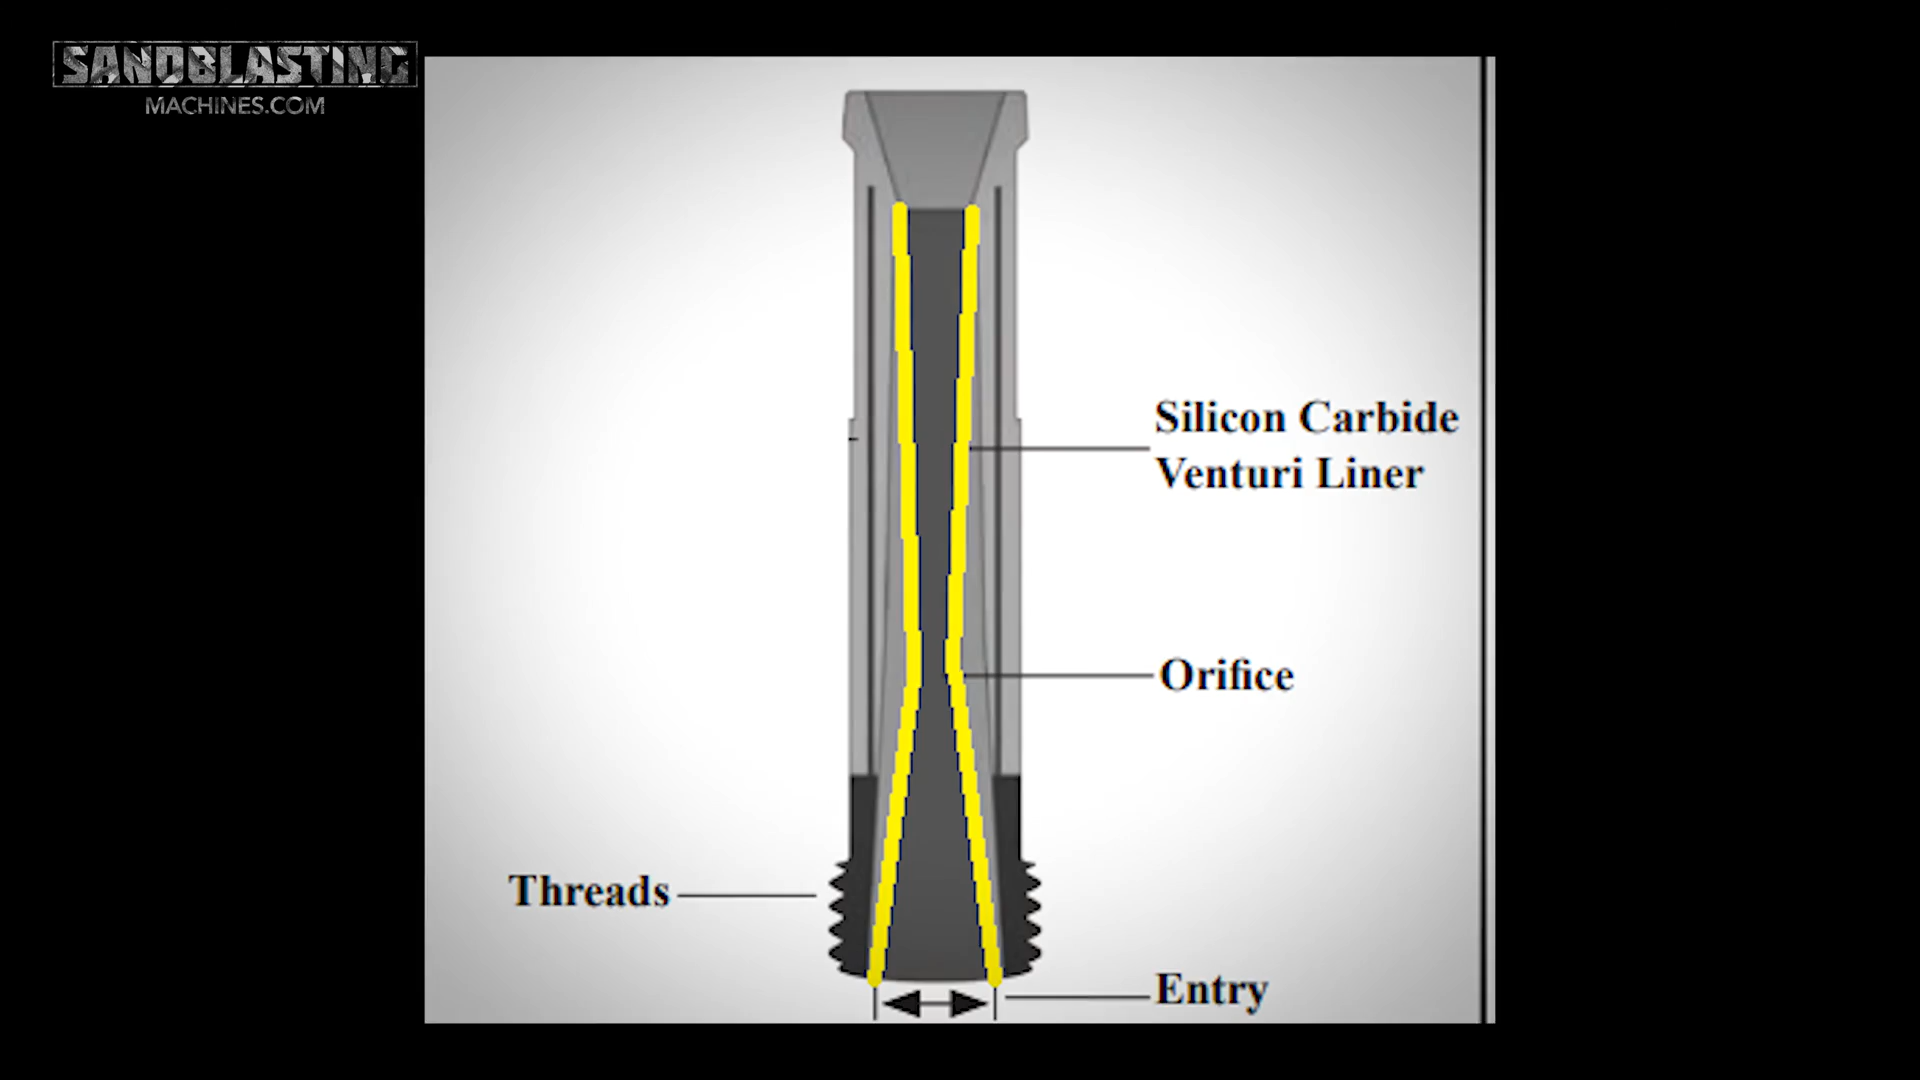 SANDBLASTING
MACHINES.COM
Silicon Carbide
Venturi Liner
Orifice
Threads
Entry